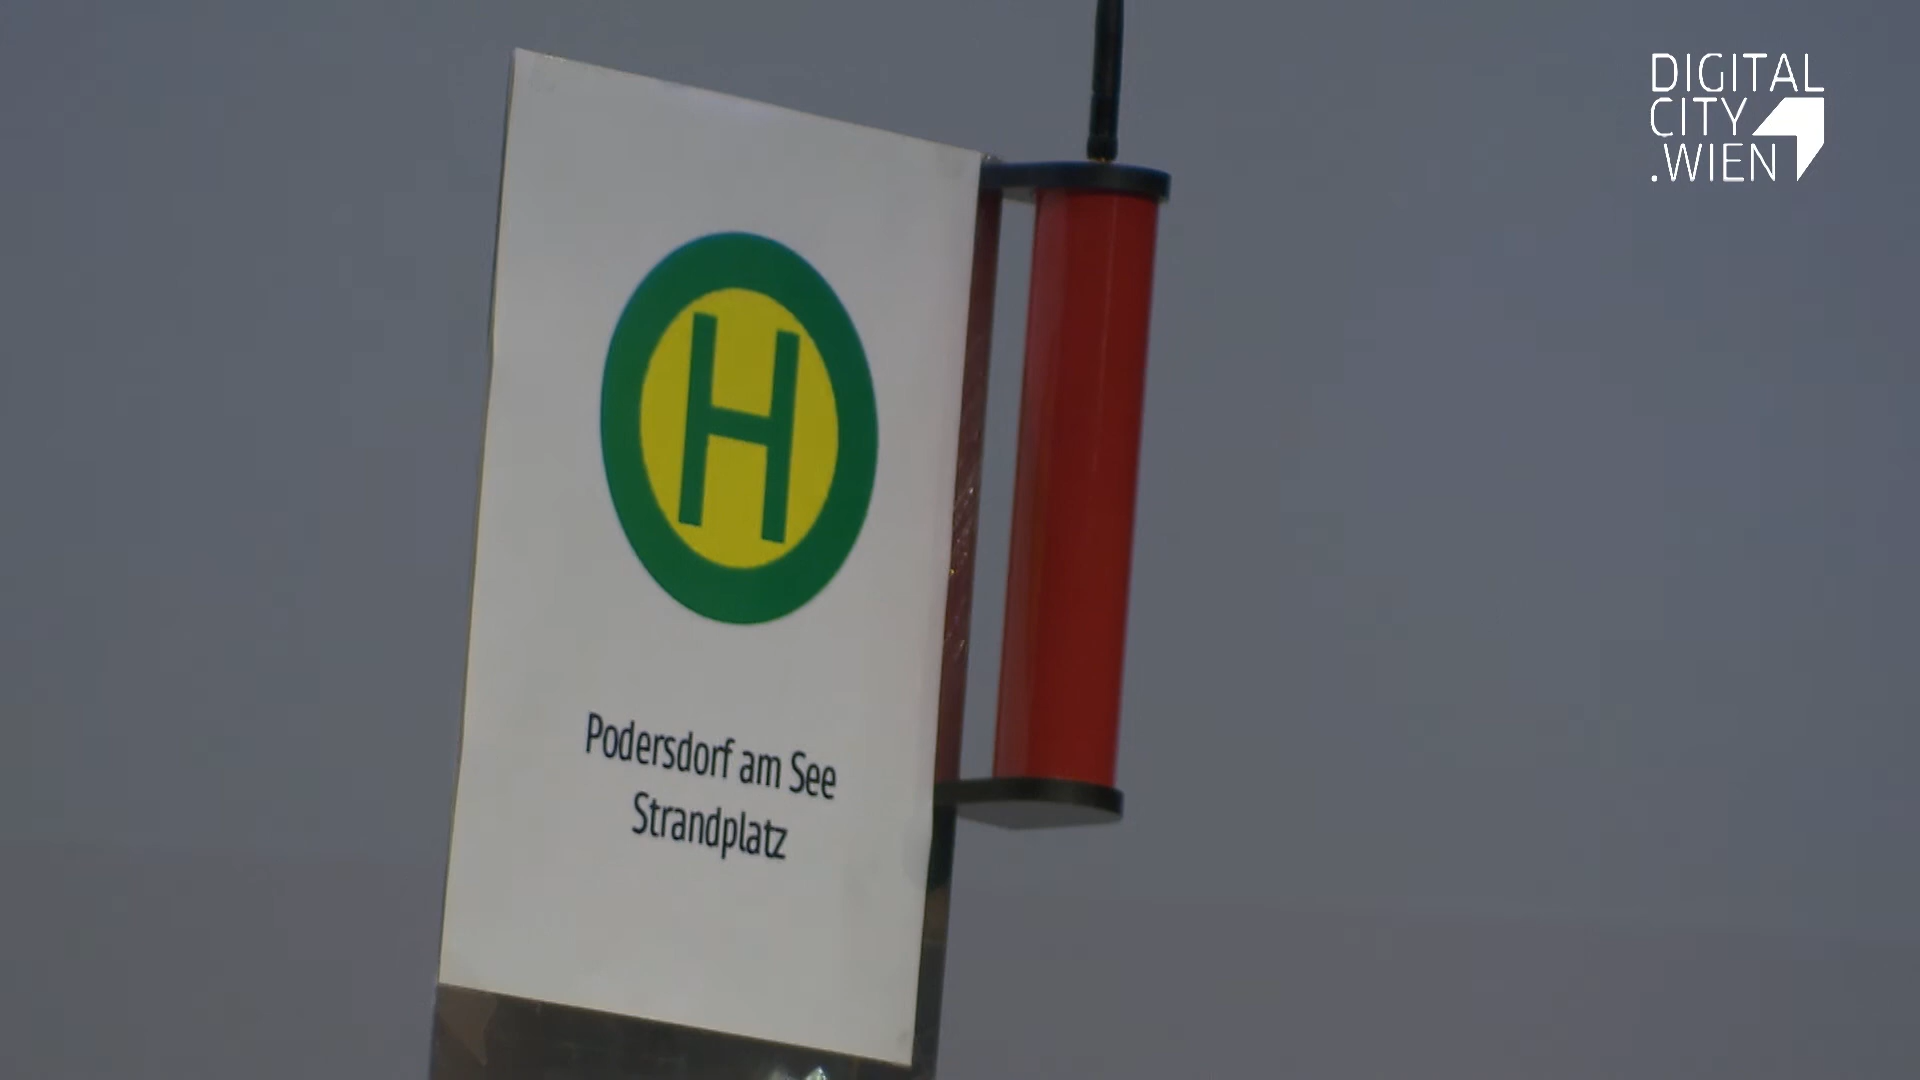 H
Podersdorf am See
Strandplatz
DIGITAL
CITY
.WIEN